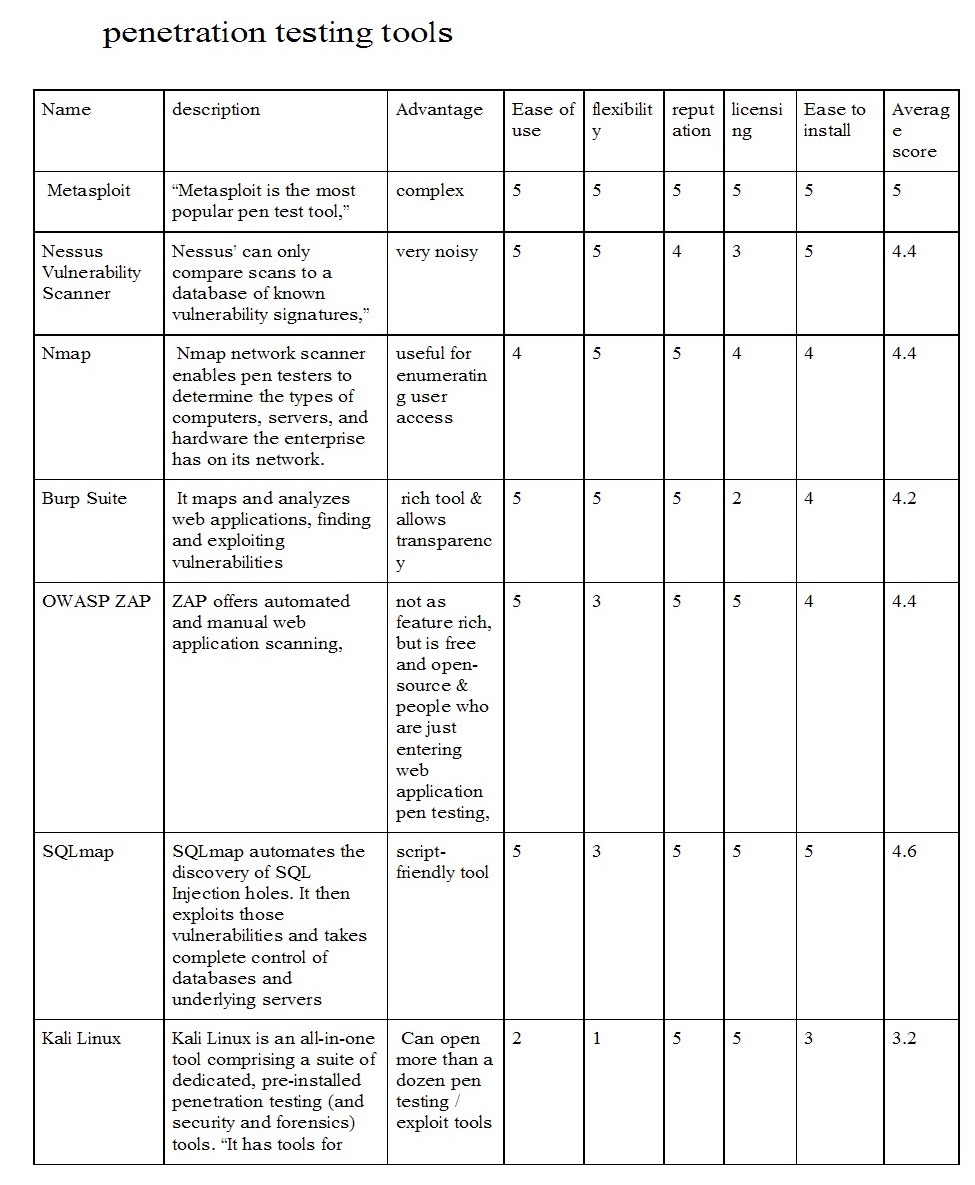 penetration testing tools
Name
description
Advantage
Ease of
use
flexibilit
y
reput
ation
licensi
ng
Ease to
install
Averag
e
score
Metasploit
“Metasploit is the most
popular pen test tool,”
complex
5
5
5
5
5
5
Nessus
Vulnerability
Scanner
Nessus’ can only
compare scans to a
database of known
vulnerability signatures,”
very noisy
5
5
4
3
5
4.4
Nmap
Nmap network scanner
enables pen testers to
determine the types of
computers, servers, and
hardware the enterprise
has on its network.
useful for
enumeratin
g user
access
4
5
5
4
4
4.4
Burp Suite
It maps and analyzes
web applications, finding
and exploiting
vulnerabilities
rich tool &
allows
transparenc
y
5
5
5
2
4
4.2
OWASP ZAP
ZAP offers automated
and manual web
application scanning,
not as
feature rich,
but is free
and open-
source &
people who
are just
entering
web
application
pen testing,
5
3
5
5
4
4.4
SQLmap
SQLmap automates the
discovery of SQL
Injection holes. It then
exploits those
vulnerabilities and takes
complete control of
databases and
underlying servers
script-
friendly tool
5
3
5
5
5
4.6
Kali Linux
Kali Linux is an all-in-one
tool comprising a suite of
dedicated, pre-installed
penetration testing (and
security and forensics)
tools. “It has tools for
Can open
more than a
dozen pen
testing /
exploit tools
2
1
5
5
3
3.2